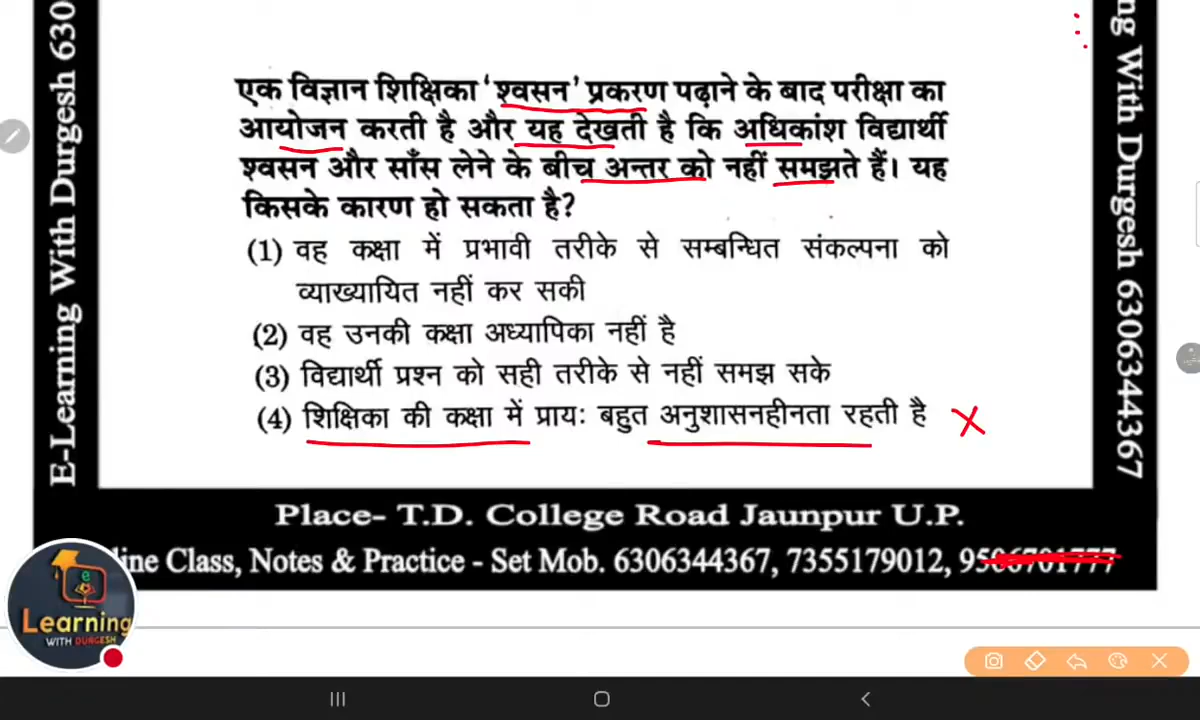 एक विज्ञान शिक्षिका 'श्वसन' प्रकरण पढ़ाने के बाद परीक्षा का
आयोजन करती है और यह देखती है कि अधिकांश विद्यार्थी
श्वसन और साँस लेने के बीच अन्तर को नहीं समझते हैं। यह
किसके कारण हो सकता है?
(1) वह कक्षा में प्रभावी तरीके से सम्बन्धित संकल्पना को
व्याख्यायित नहीं कर सकी
(2) वह उनकी कक्षा अध्यापिका नहीं है
(3) विद्यार्थी प्रश्न को सही तरीके से नहीं समझ सके
(4) शिक्षिका की कक्षा में प्रायः बहुत अनुशासनहीनता रहती है
E-Learning With Durgesh 630
ng With Durgesh 6306344367
Place- T.D. College Road Jaunpur U.P.
line Class, Notes & Practice - Set Mob. 6306344367, 7355179012, 9506701777
e
Learning
WITH DURGESH